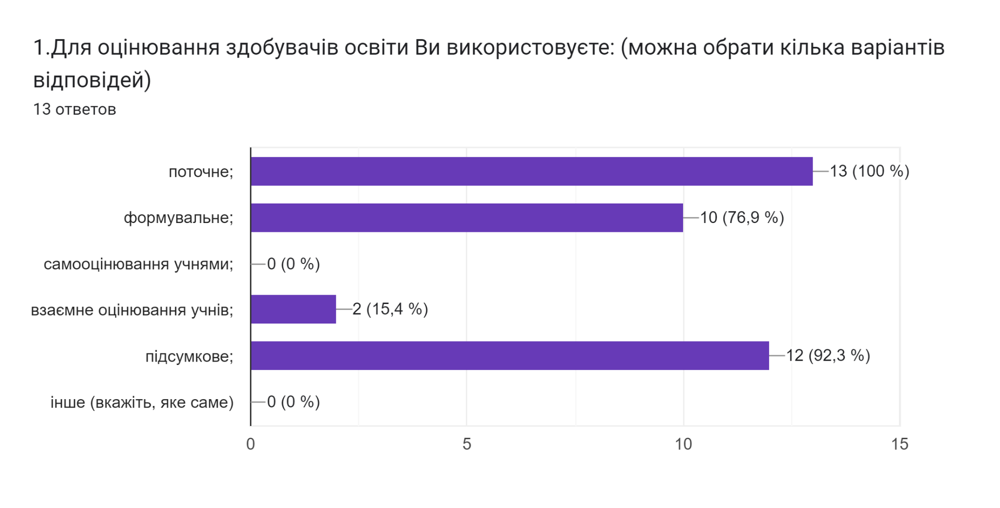 1.Для оцінювання здобувачів освіти Ви використовуєте: (можна обрати кілька варіантів
відповідей)
13 ответов
поточне;
13 (100 %)
формувальне;
10 (76,9 %)
самооцінювання учнями;
0 (0 %)
взаємне оцінювання учнів;
2 (15,4 %)
підсумкове;
12 (92,3 %)
інше (вкажіть, яке саме)
0 (0 %)
0
5
10
15